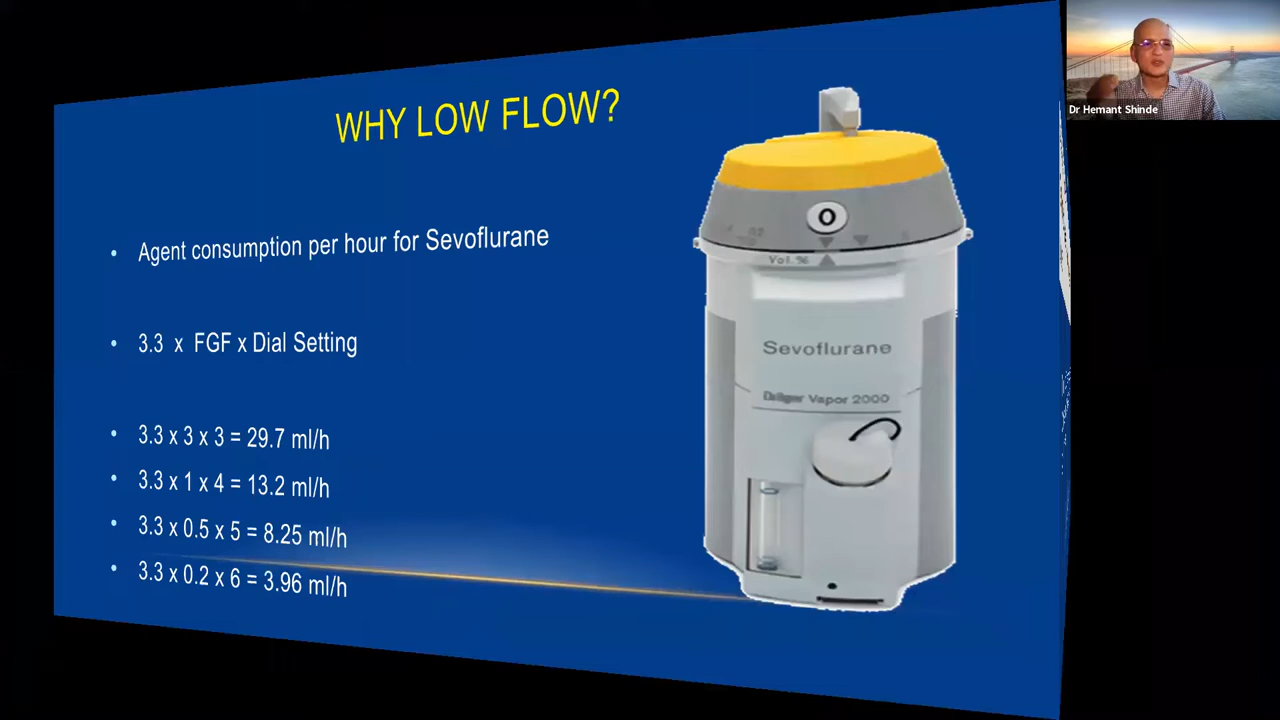 WHY LOW FLOW?
• Agent consumption per hour for Sevoflurane
• 3.3 x FGF x Dial Setting
• 3.3 x 3 x 3 = 29.7 ml/h
• 3.3 x 1 x 4 = 13.2 ml/h
• 3.3 x 0.5 x 5 = 8.25 ml/h
• 3.3 x 0.2 x 6 = 3.96 ml/h
0
Vol.%
Sevoflurane
Dräger Vapor 2000
Dr Hemant Shinde